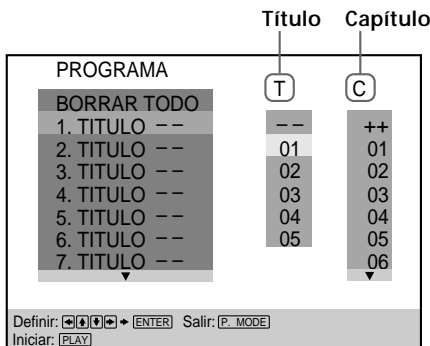 Título Capítulo
PROGRAMA
T C
BORRAR TODO
1. TITULO – – – – ++
2. TITULO – – 01 01
3. TITULO – – 02 02
4. TITULO – – 03 03
5. TITULO – – 04 04
6. TITULO – – 05 05
7. TITULO – – 06
Definir: ENTER Salir: P. MODE
Iniciar: PLAY